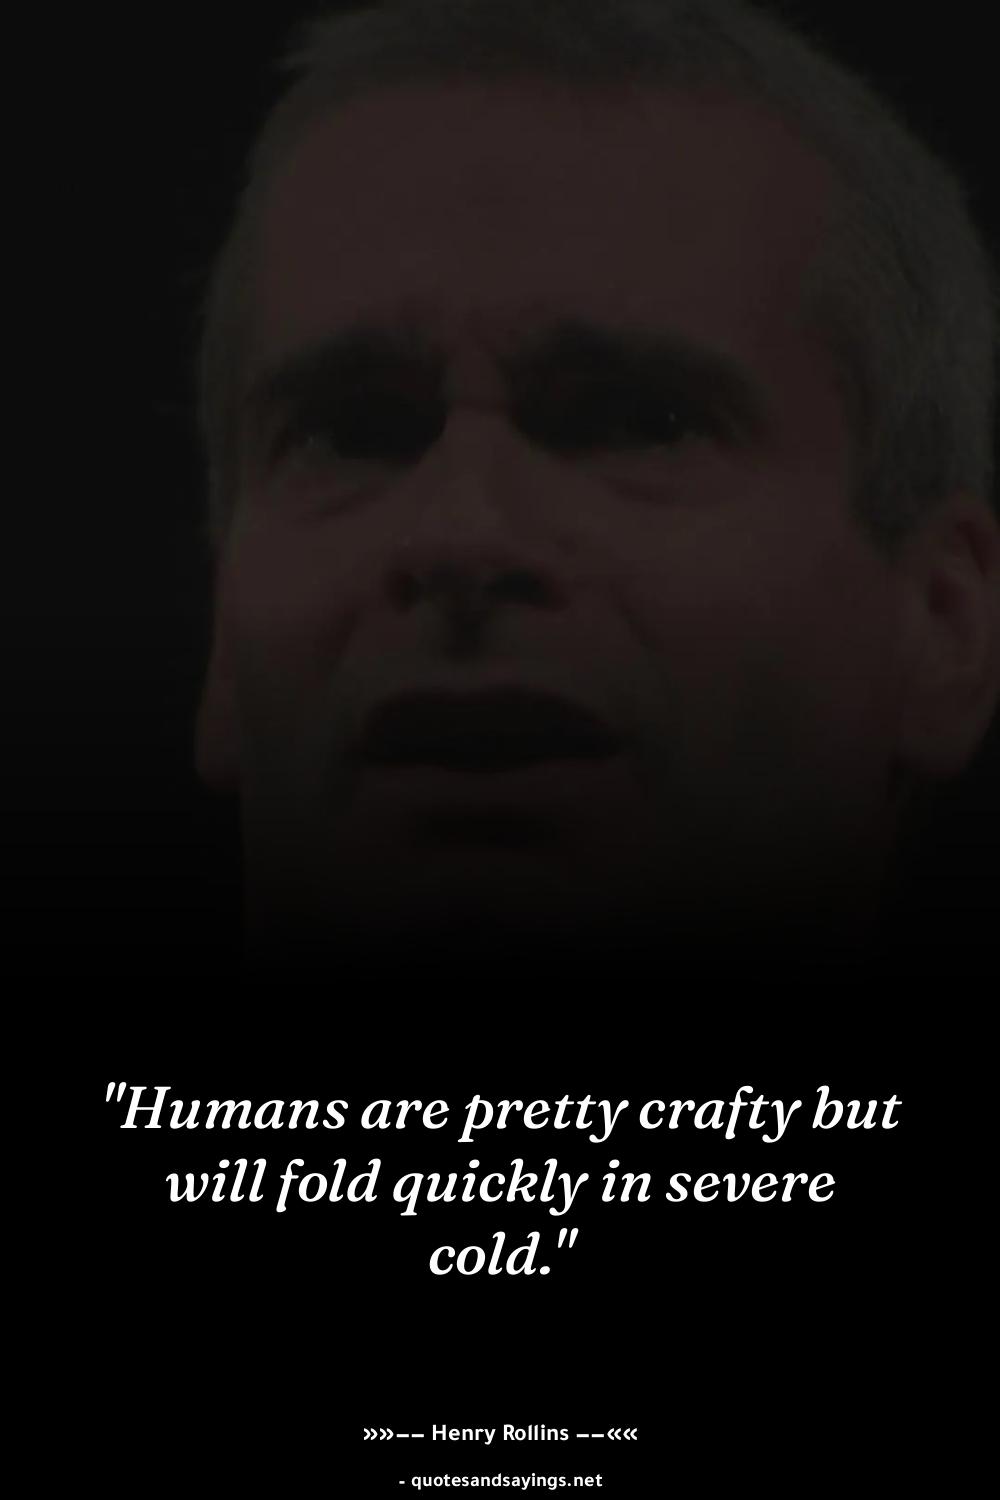 "Humans are pretty crafty but
will fold quickly in severe
cold."
»»–– Henry Rollins ––««
- quotesandsayings.net